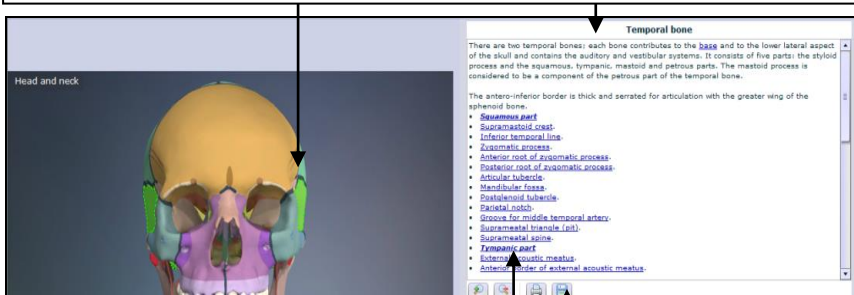 Temporal bone
There are two temporal bones; each bone contributes to the base and to the lower lateral aspect
of the skull and contains the auditory and vestibular systems. It consists of five parts: the styloid
process and the squamous, tympanic, mastoid and petrous parts. The mastoid process is
considered to be a component of the petrous part of the temporal bone.
The antero-inferior border is thick and serrated for articulation with the greater wing of the
sphenoid bone.
• Squamous part
• Supramastoid crest.
• Inferior temporal line.
• Zygomatic process.
• Anterior root of zygomatic process.
• Posterior root of zygomatic process.
• Articular tubercle.
• Mandibular fossa.
• Postglenoid tubercle.
• Parietal notch.
• Groove for middle temporal artery.
• Suprameatal triangle (pit).
• Suprameatal spine.
• Tympanic part
• External acoustic meatus.
• Anterior border of external acoustic meatus.
Head and neck